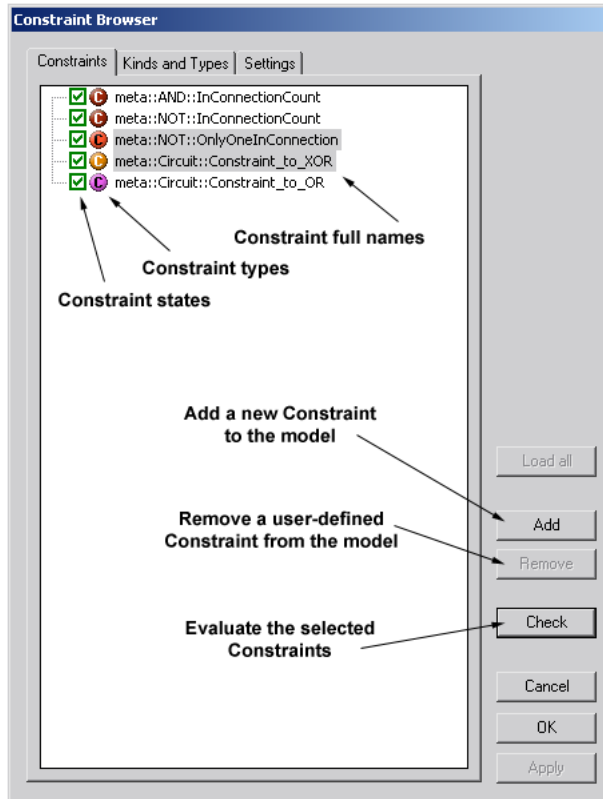 Constraint Browser
Constraints
Kinds and Types
Settings
C meta::AND::InConnectionCount
C meta::NOT::InConnectionCount
C meta::NOT::OnlyOneInConnection
C meta::Circuit::Constraint_to_XOR
C meta::Circuit::Constraint_to_OR
Constraint full names
Constraint types
Constraint states
Add a new Constraint
to the model
Load all
Remove a user-defined
Constraint from the model
Add
Remove
Evaluate the selected
Constraints
Check
Cancel
OK
Apply